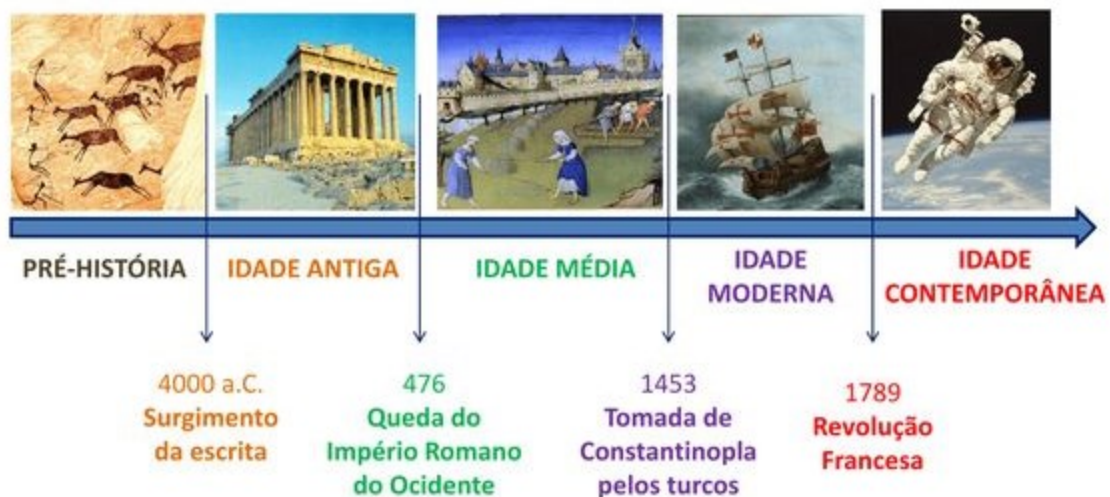 PRÉ-HISTÓRIA
IDADE ANTIGA
IDADE MÉDIA
IDADE
MODERNA
IDADE
CONTEMPORÂNEA
4000 a.C.
Surgimento
da escrita
476
Queda do
Império Romano
do Ocidente
1453
Tomada de
Constantinopla
pelos turcos
1789
Revolução
Francesa